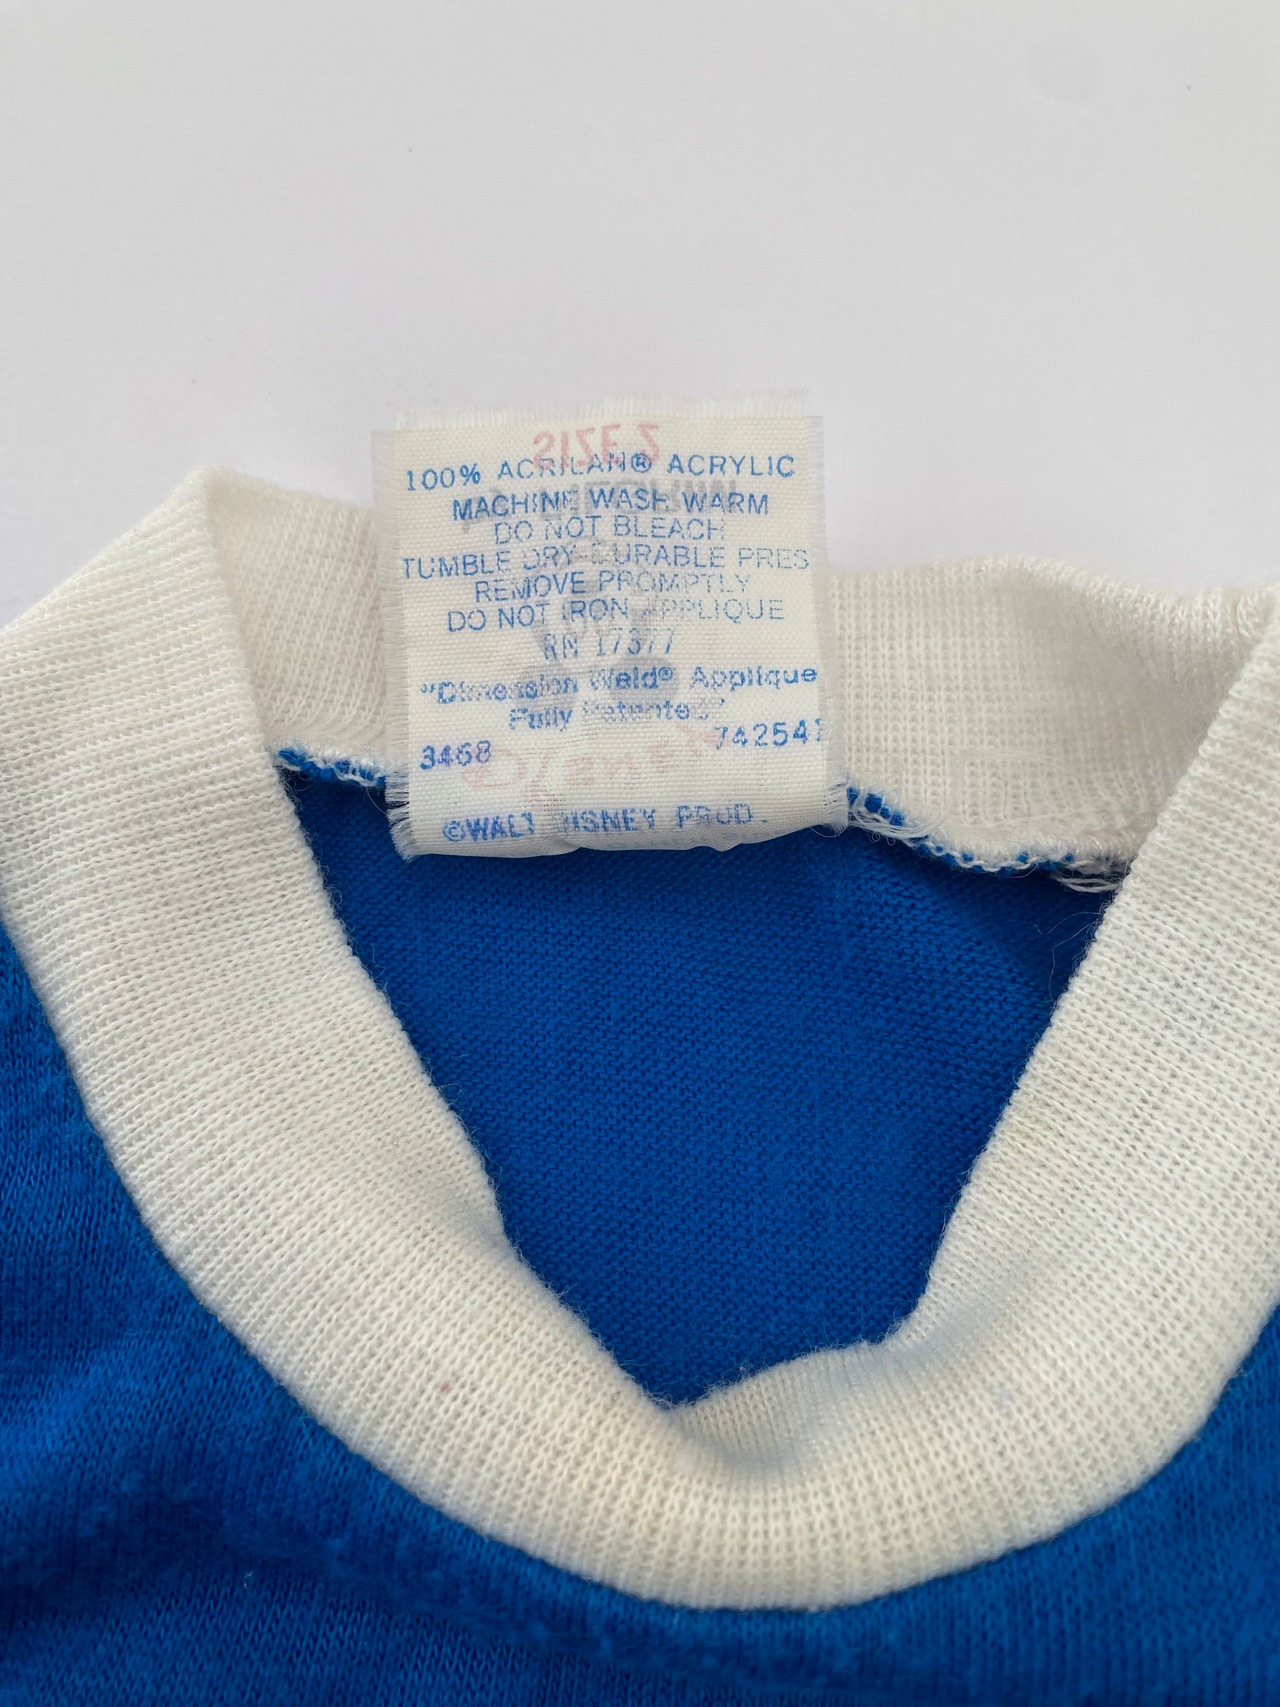 SIZE 2
100% ACRILAN® ACRYLIC
MACHINE WASH WARM
DO NOT BLEACH
TUMBLE DRY-DURABLE PRES
REMOVE PROMPTLY
DO NOT IRON APPLIQUE
RN 17377
"Dimension Weld® Applique
Fully Patented"
3468 742541
©WALT DISNEY PROD.